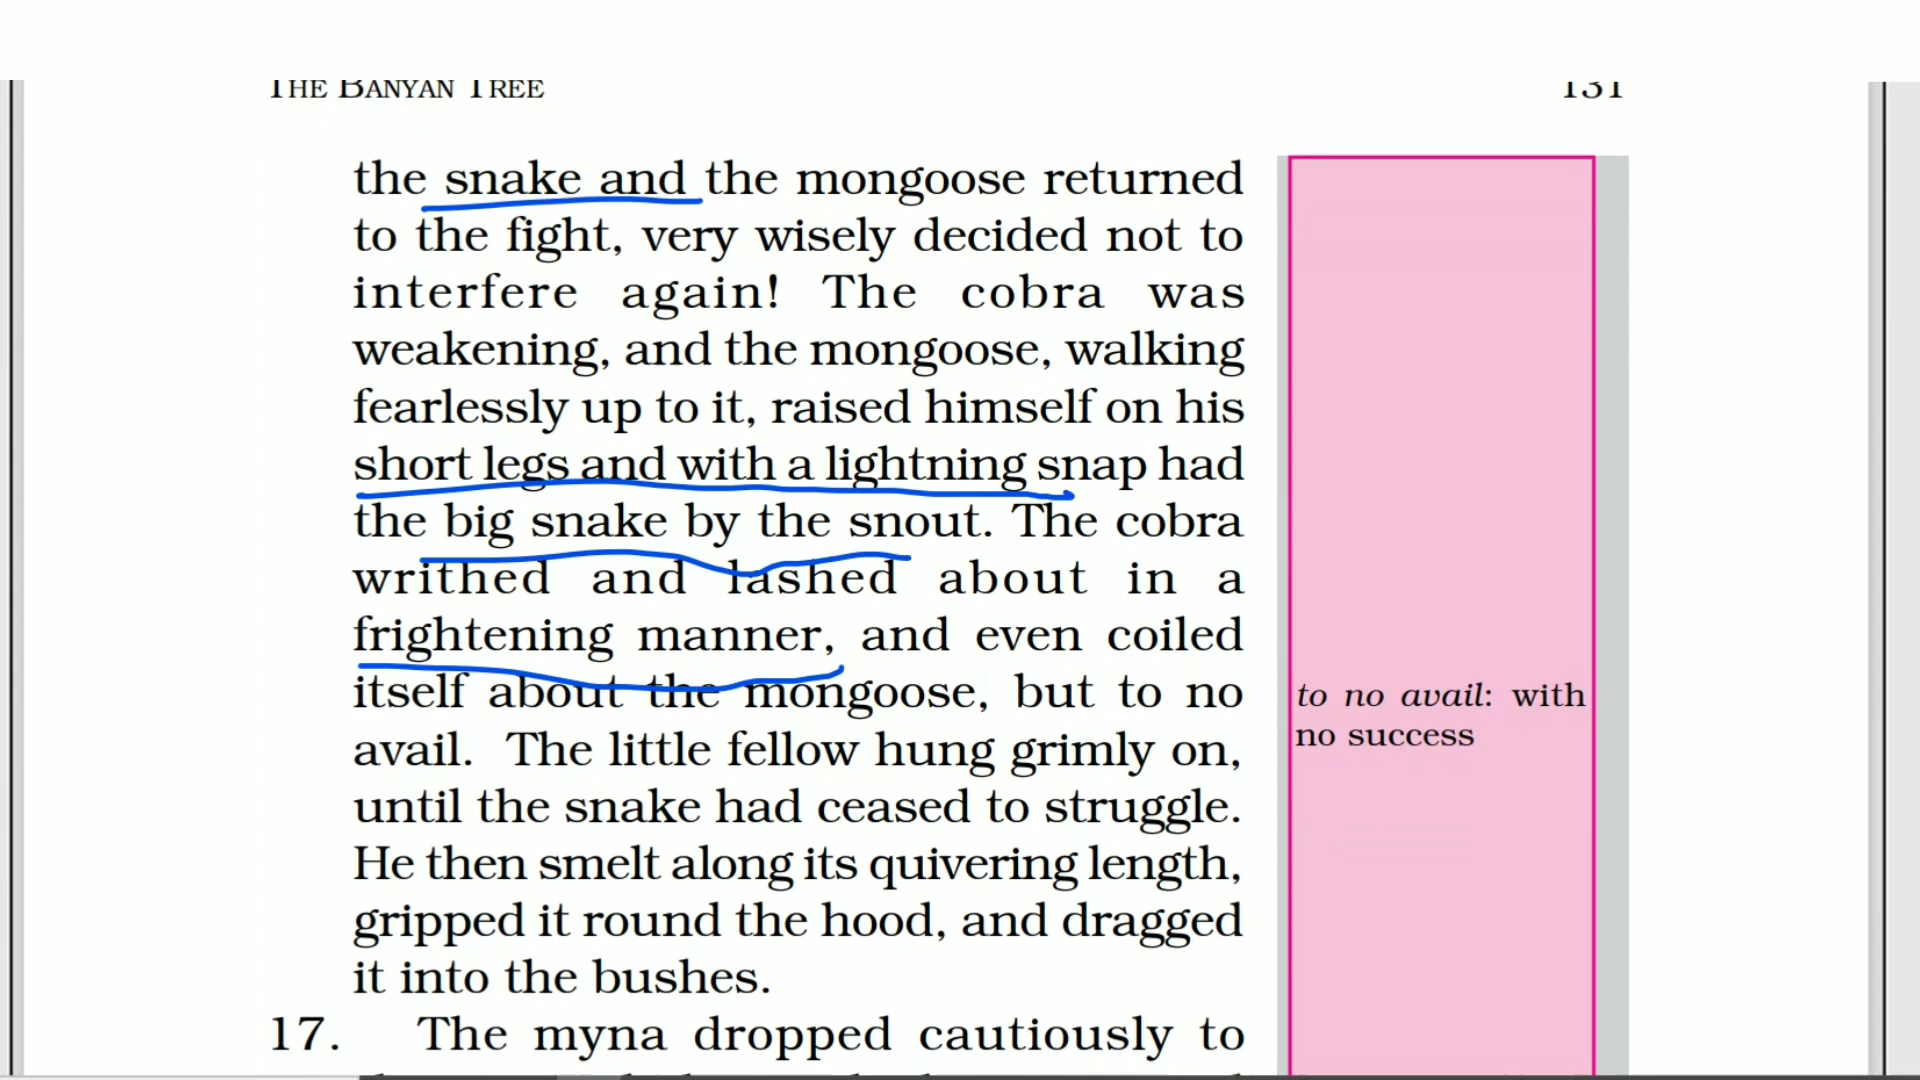 THE BANYAN TREE
131
the snake and the mongoose returned
to the fight, very wisely decided not to
interfere again! The cobra was
weakening, and the mongoose, walking
fearlessly up to it, raised himself on his
short legs and with a lightning snap had
the big snake by the snout. The cobra
writhed and lashed about in a
frightening manner, and even coiled
itself about the mongoose, but to no
avail. The little fellow hung grimly on,
until the snake had ceased to struggle.
He then smelt along its quivering length,
gripped it round the hood, and dragged
it into the bushes.
to no avail: with
no success
17. The myna dropped cautiously to